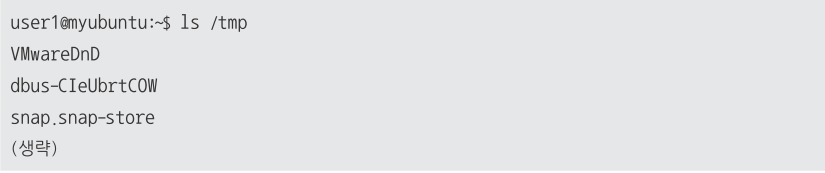 user1@myubuntu:~$ ls /tmp
VMwareDnD
dbus-CIeUbrtCOW
snap.snap-store
(생략)